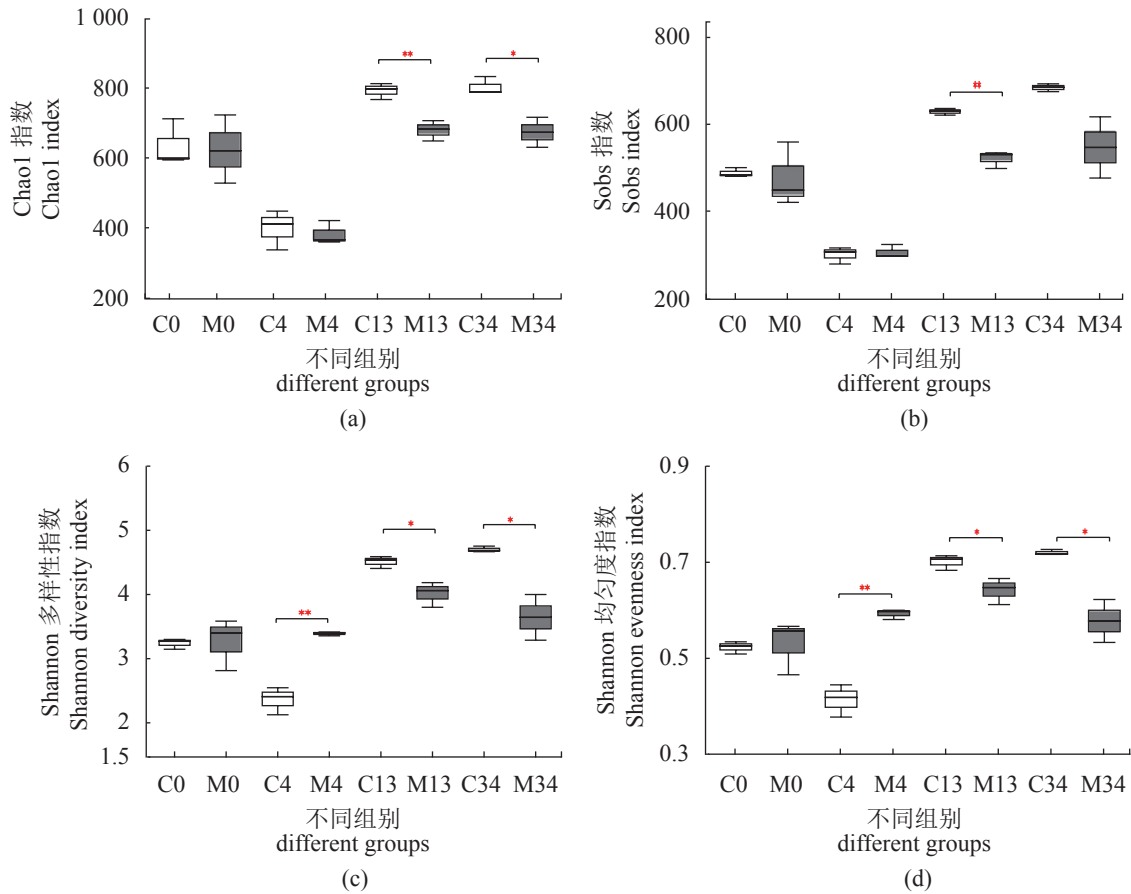 1 000
800
600
400
200
Chao1 指数
Chao1 index
**
*
C0 M0 C4 M4 C13 M13 C34 M34
不同组别
different groups
(a)
800
600
400
200
Sobs 指数
Sobs index
**
C0 M0 C4 M4 C13 M13 C34 M34
不同组别
different groups
(b)
6
5
4
3
2
1.5
Shannon 多样性指数
Shannon diversity index
**
*
*
C0 M0 C4 M4 C13 M13 C34 M34
不同组别
different groups
(c)
0.9
0.7
0.5
0.3
Shannon 均匀度指数
Shannon evenness index
**
*
*
C0 M0 C4 M4 C13 M13 C34 M34
不同组别
different groups
(d)